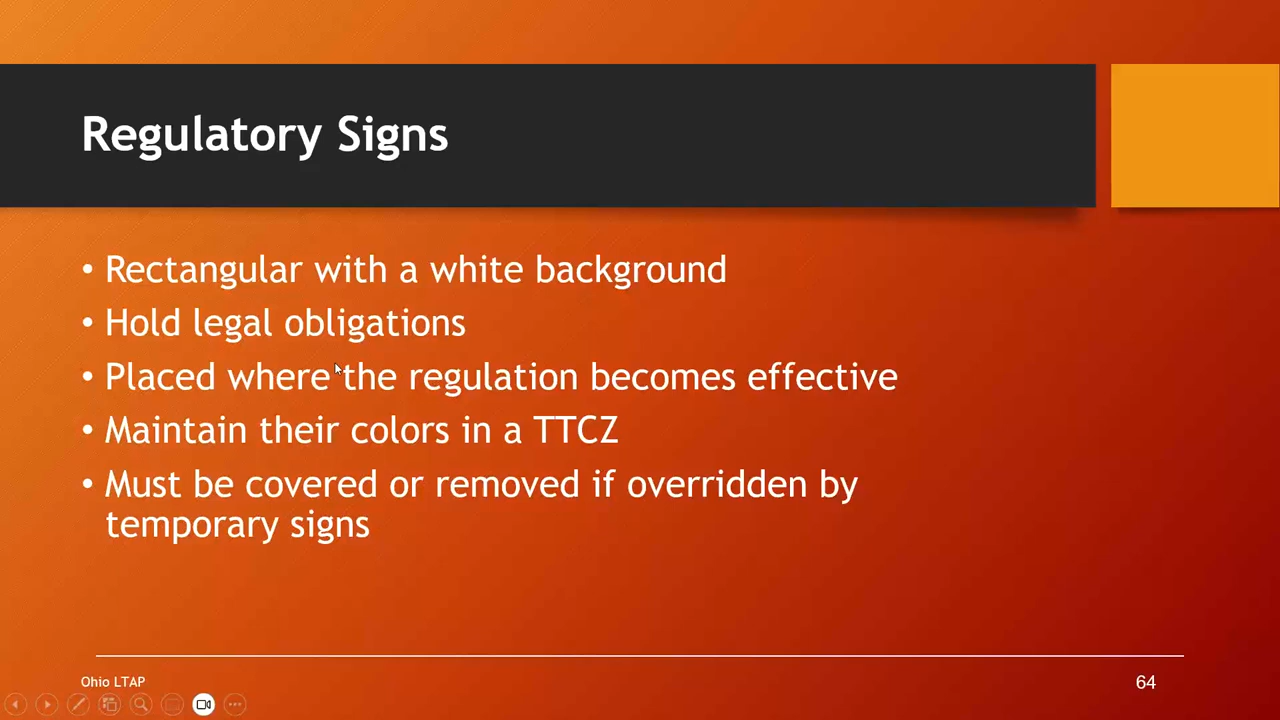 Regulatory Signs
• Rectangular with a white background
• Hold legal obligations
• Placed where the regulation becomes effective
• Maintain their colors in a TTCZ
• Must be covered or removed if overridden by
temporary signs
Ohio LTAP
64